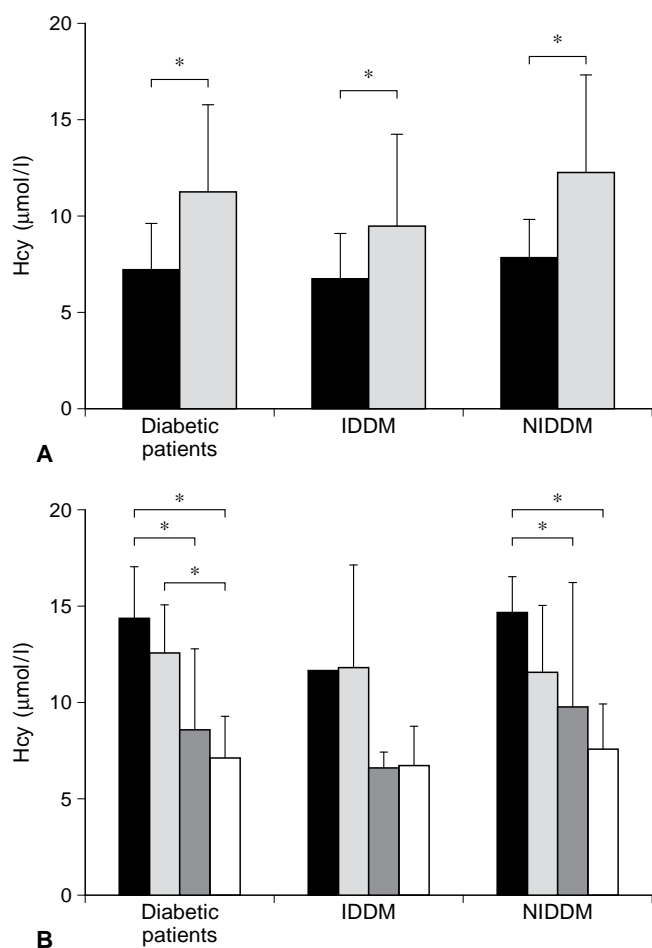 20
15
10
5
0
Hcy (μmol/l)
*
*
*
Diabetic
patients
IDDM
NIDDM
A
20
15
10
5
0
Hcy (μmol/l)
*
*
*
*
*
Diabetic
patients
IDDM
NIDDM
B